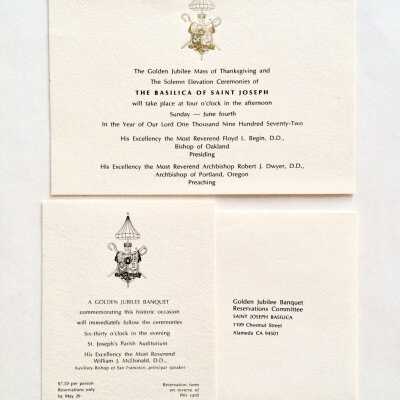 The Golden Jubilee Mass of Thanksgiving and
The Solemn Elevation Ceremonies of
THE BASILICA OF SAINT JOSEPH
will take place at four o'clock in the afternoon
Sunday — June fourth
In the Year of Our Lord One Thousand Nine Hundred Seventy-Two
His Excellency the Most Reverend Floyd L. Begin, D.D.,
Bishop of Oakland
Presiding
His Excellency the Most Reverend Archbishop Robert J. Dwyer, D.D.,
Archbishop of Portland, Oregon
Preaching
A GOLDEN JUBILEE BANQUET
commemorating this historic occasion
will immediately follow the ceremonies
Six-thirty o'clock in the evening
St. Joseph's Parish Auditorium
His Excellency the Most Reverend
William J. McDonald, D.D.,
Auxiliary Bishop of San Francisco, principal speaker
per person
Reservations only
by May 29
Reservation form
on reverse of
this card
Golden Jubilee Banquet
Reservations Committee
SAINT JOSEPH BASILICA
1109 Chestnut Street
Alameda CA 94501